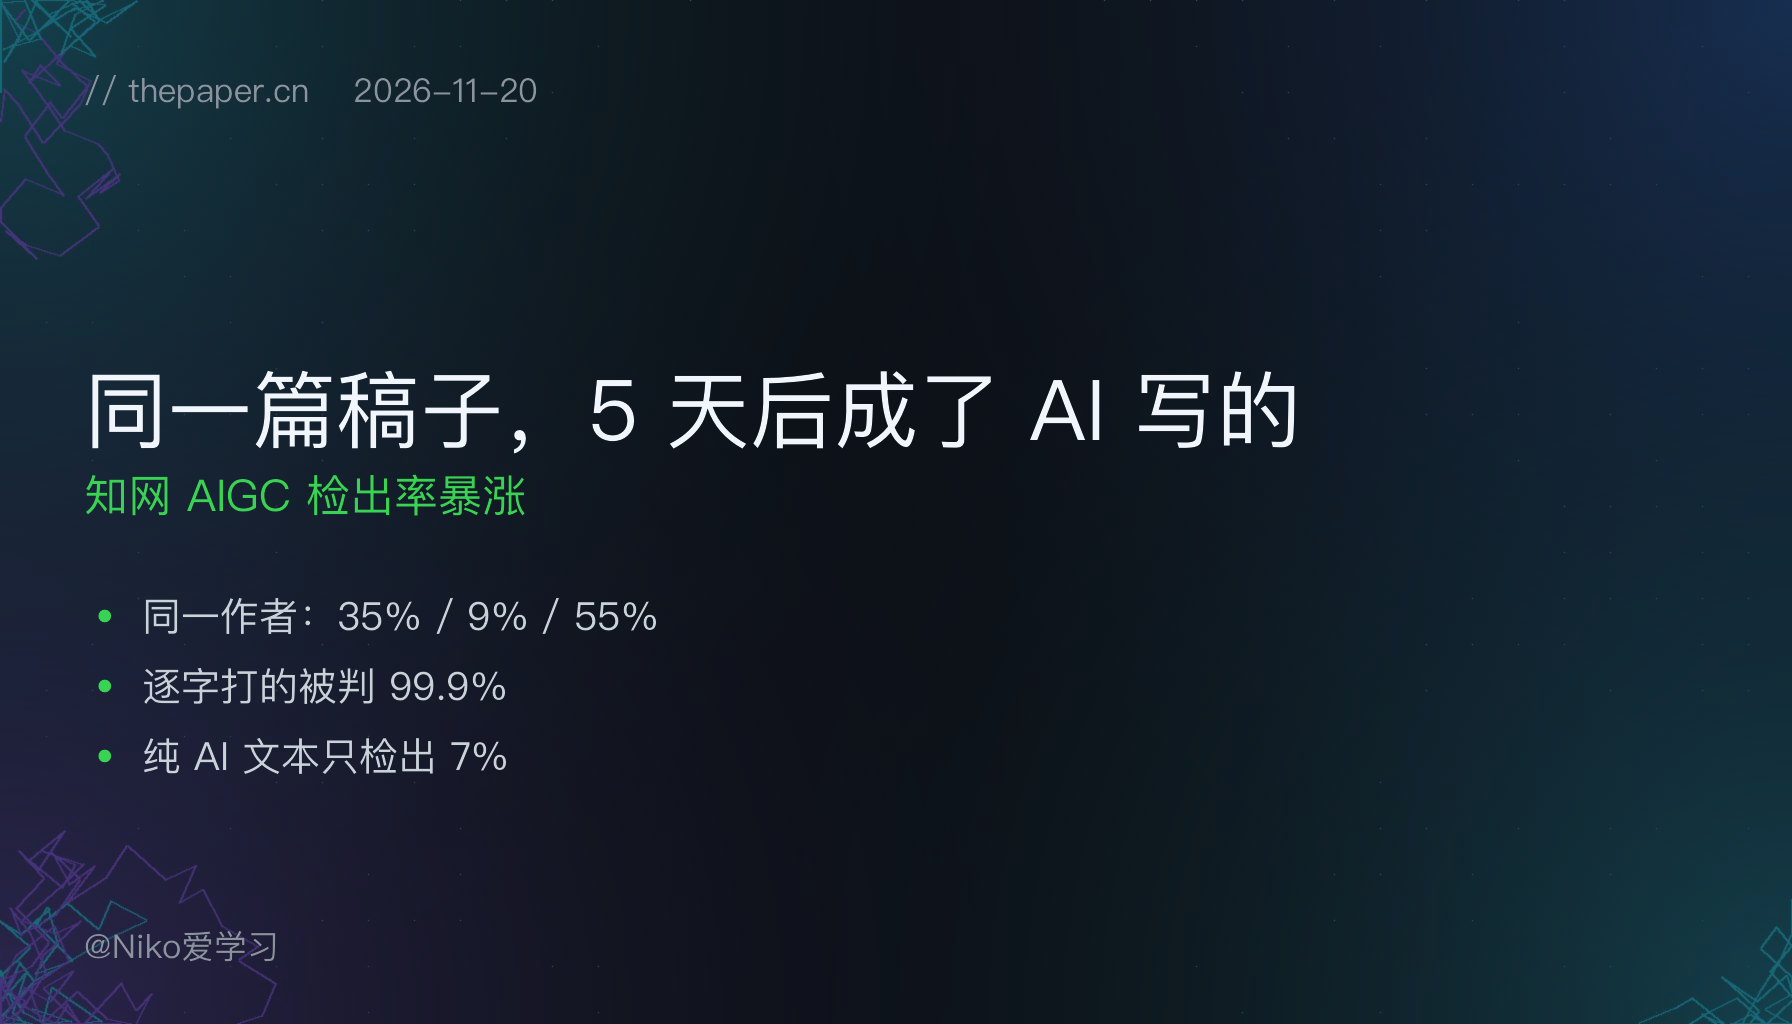 // thepaper.cn 2026-11-20
同一篇稿子，5 天后成了 AI 写的
知网 AIGC 检出率暴涨
• 同一作者：35% / 9% / 55%
• 逐字打的被判 99.9%
• 纯 AI 文本只检出 7%
@Niko爱学习